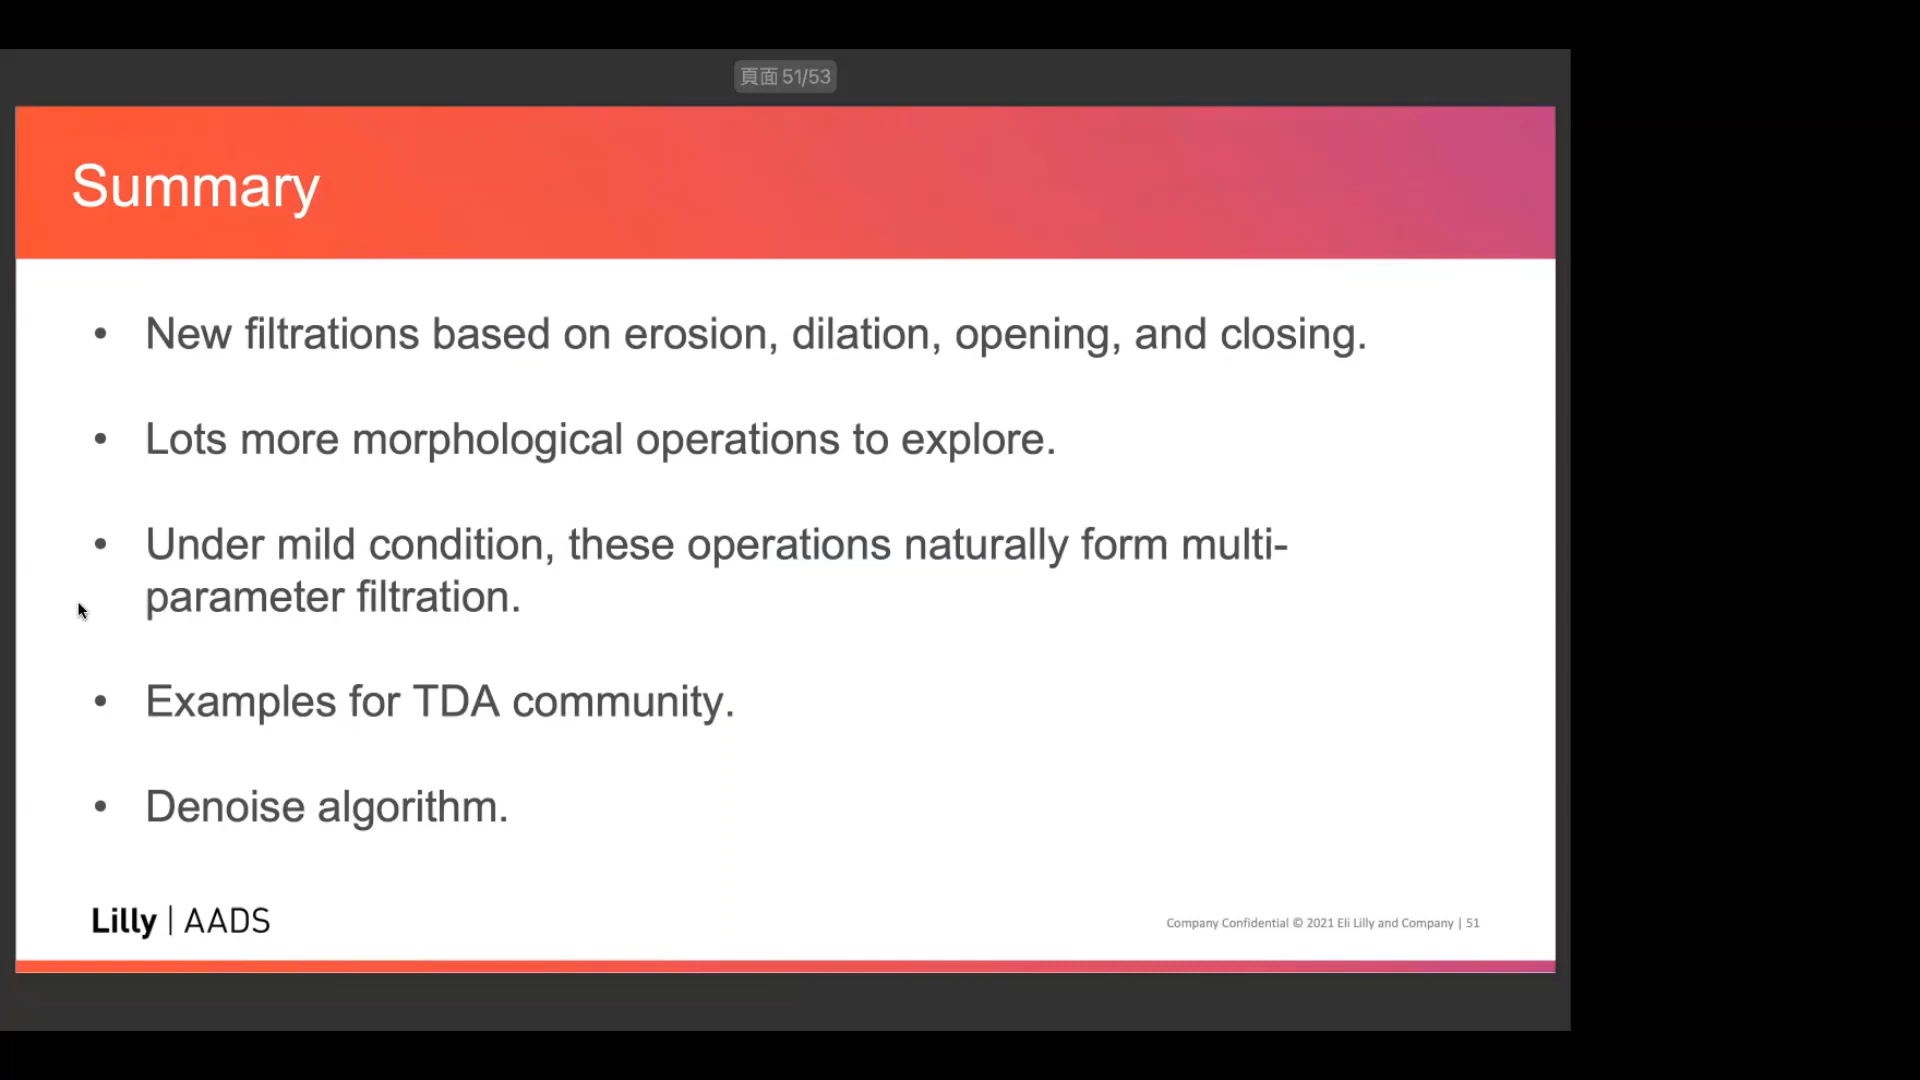 頁面 51/53
Summary
• New filtrations based on erosion, dilation, opening, and closing.
• Lots more morphological operations to explore.
• Under mild condition, these operations naturally form multi-
parameter filtration.
• Examples for TDA community.
• Denoise algorithm.
Lilly | AADS
Company Confidential © 2021 Eli Lilly and Company | 51